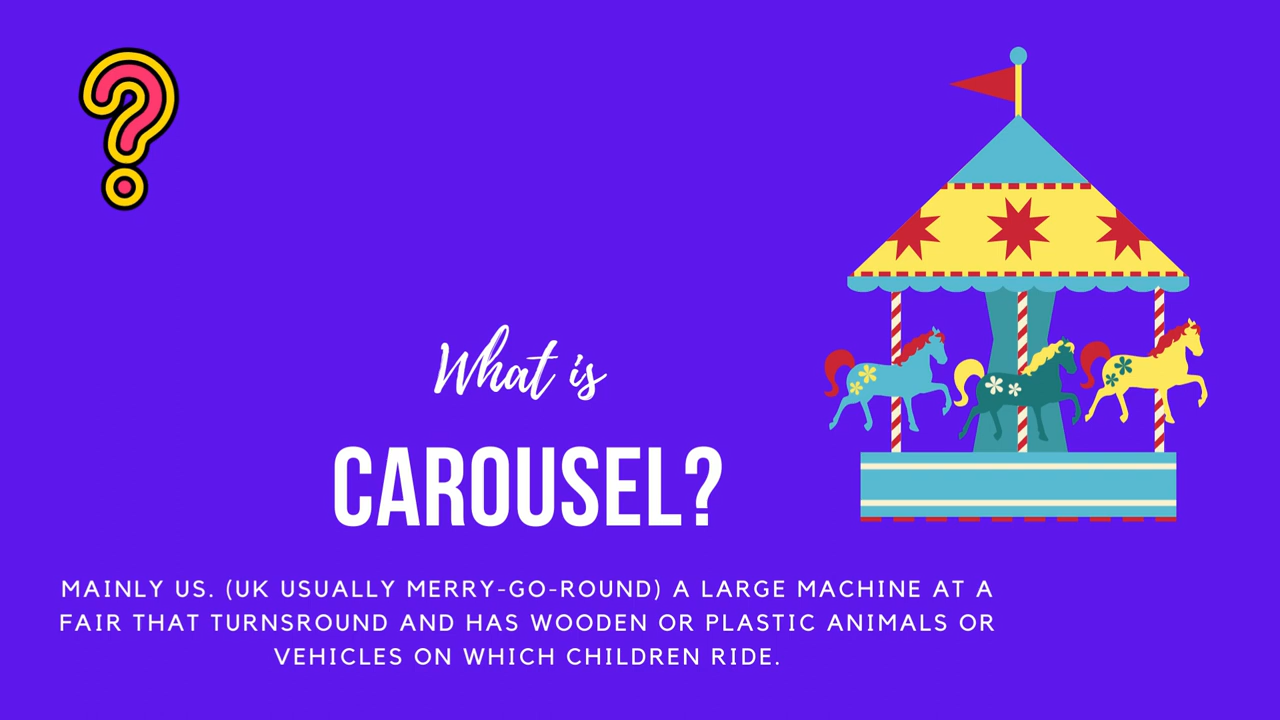 What is
CAROUSEL?
MAINLY US. (UK USUALLY MERRY-GO-ROUND) A LARGE MACHINE AT A
FAIR THAT TURNSROUND AND HAS WOODEN OR PLASTIC ANIMALS OR
VEHICLES ON WHICH CHILDREN RIDE.